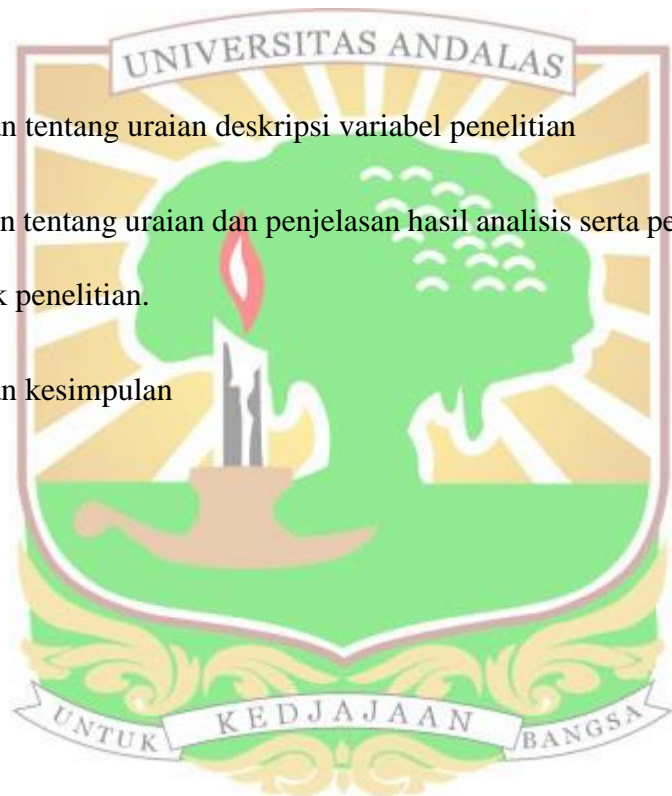 UNIVERSITAS ANDALAS
n tentang uraian deskripsi variabel penelitian
n tentang uraian dan penjelasan hasil analisis serta pe
k penelitian.
n kesimpulan
UNTUK KEDJAJAAN BANGSA